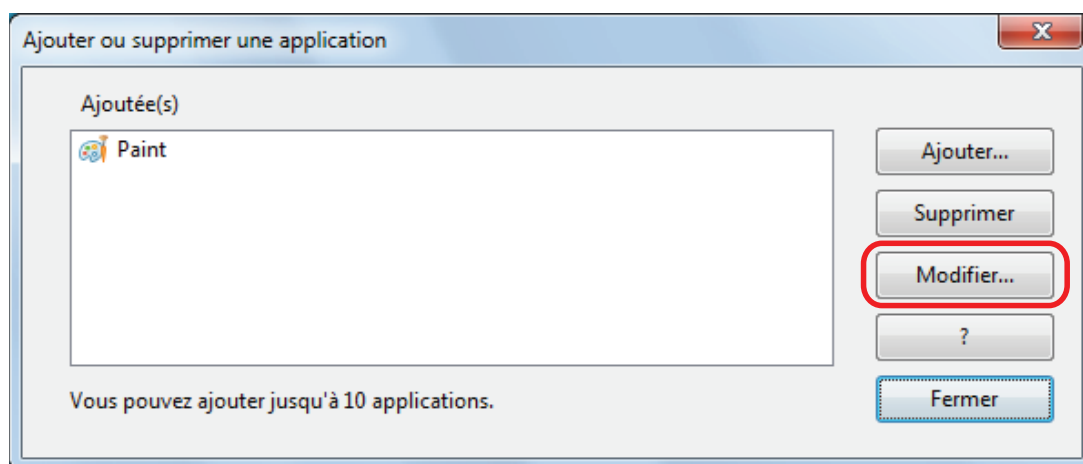 Ajouter ou supprimer une application
Ajoutée(s)
Paint
Ajouter...
Supprimer
Modifier...
?
Vous pouvez ajouter jusqu'à 10 applications.
Fermer